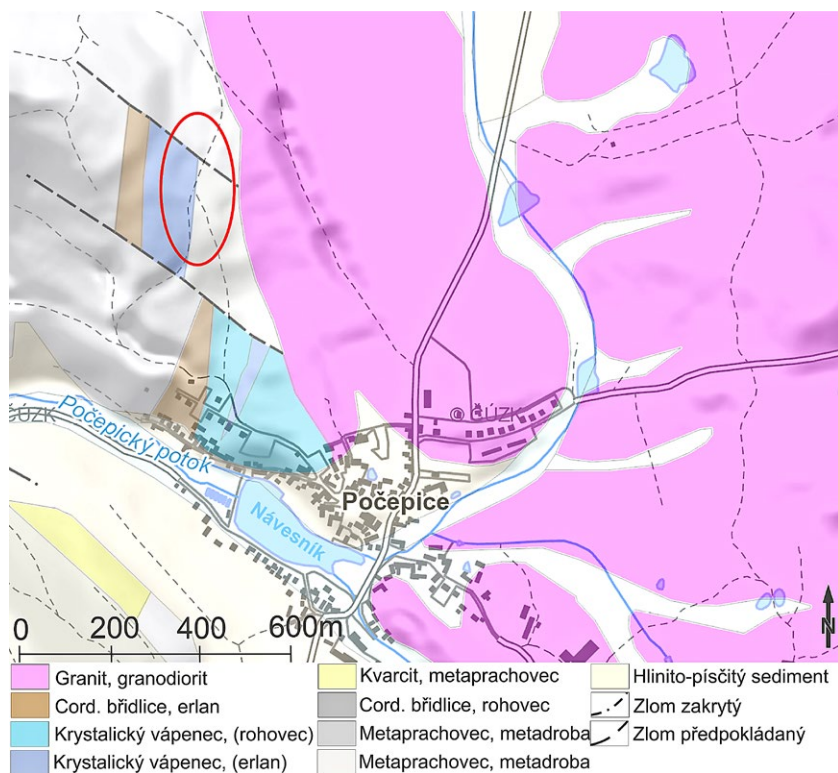 ČÚZK
ČÚZK
Počepický potok
Počepice
Návesník
0 200 400 600m
N
Granit, granodiorit
Cord. břidlice, erlan
Krystalický vápenec, (rohovec)
Krystalický vápenec, (erlan)
Kvarcit, metaprachovec
Cord. břidlice, rohovec
Metaprachovec, metadroba
Metaprachovec, metadroba
Hlinito-písčitý sediment
Zlom zakrytý
Zlom předpokládaný